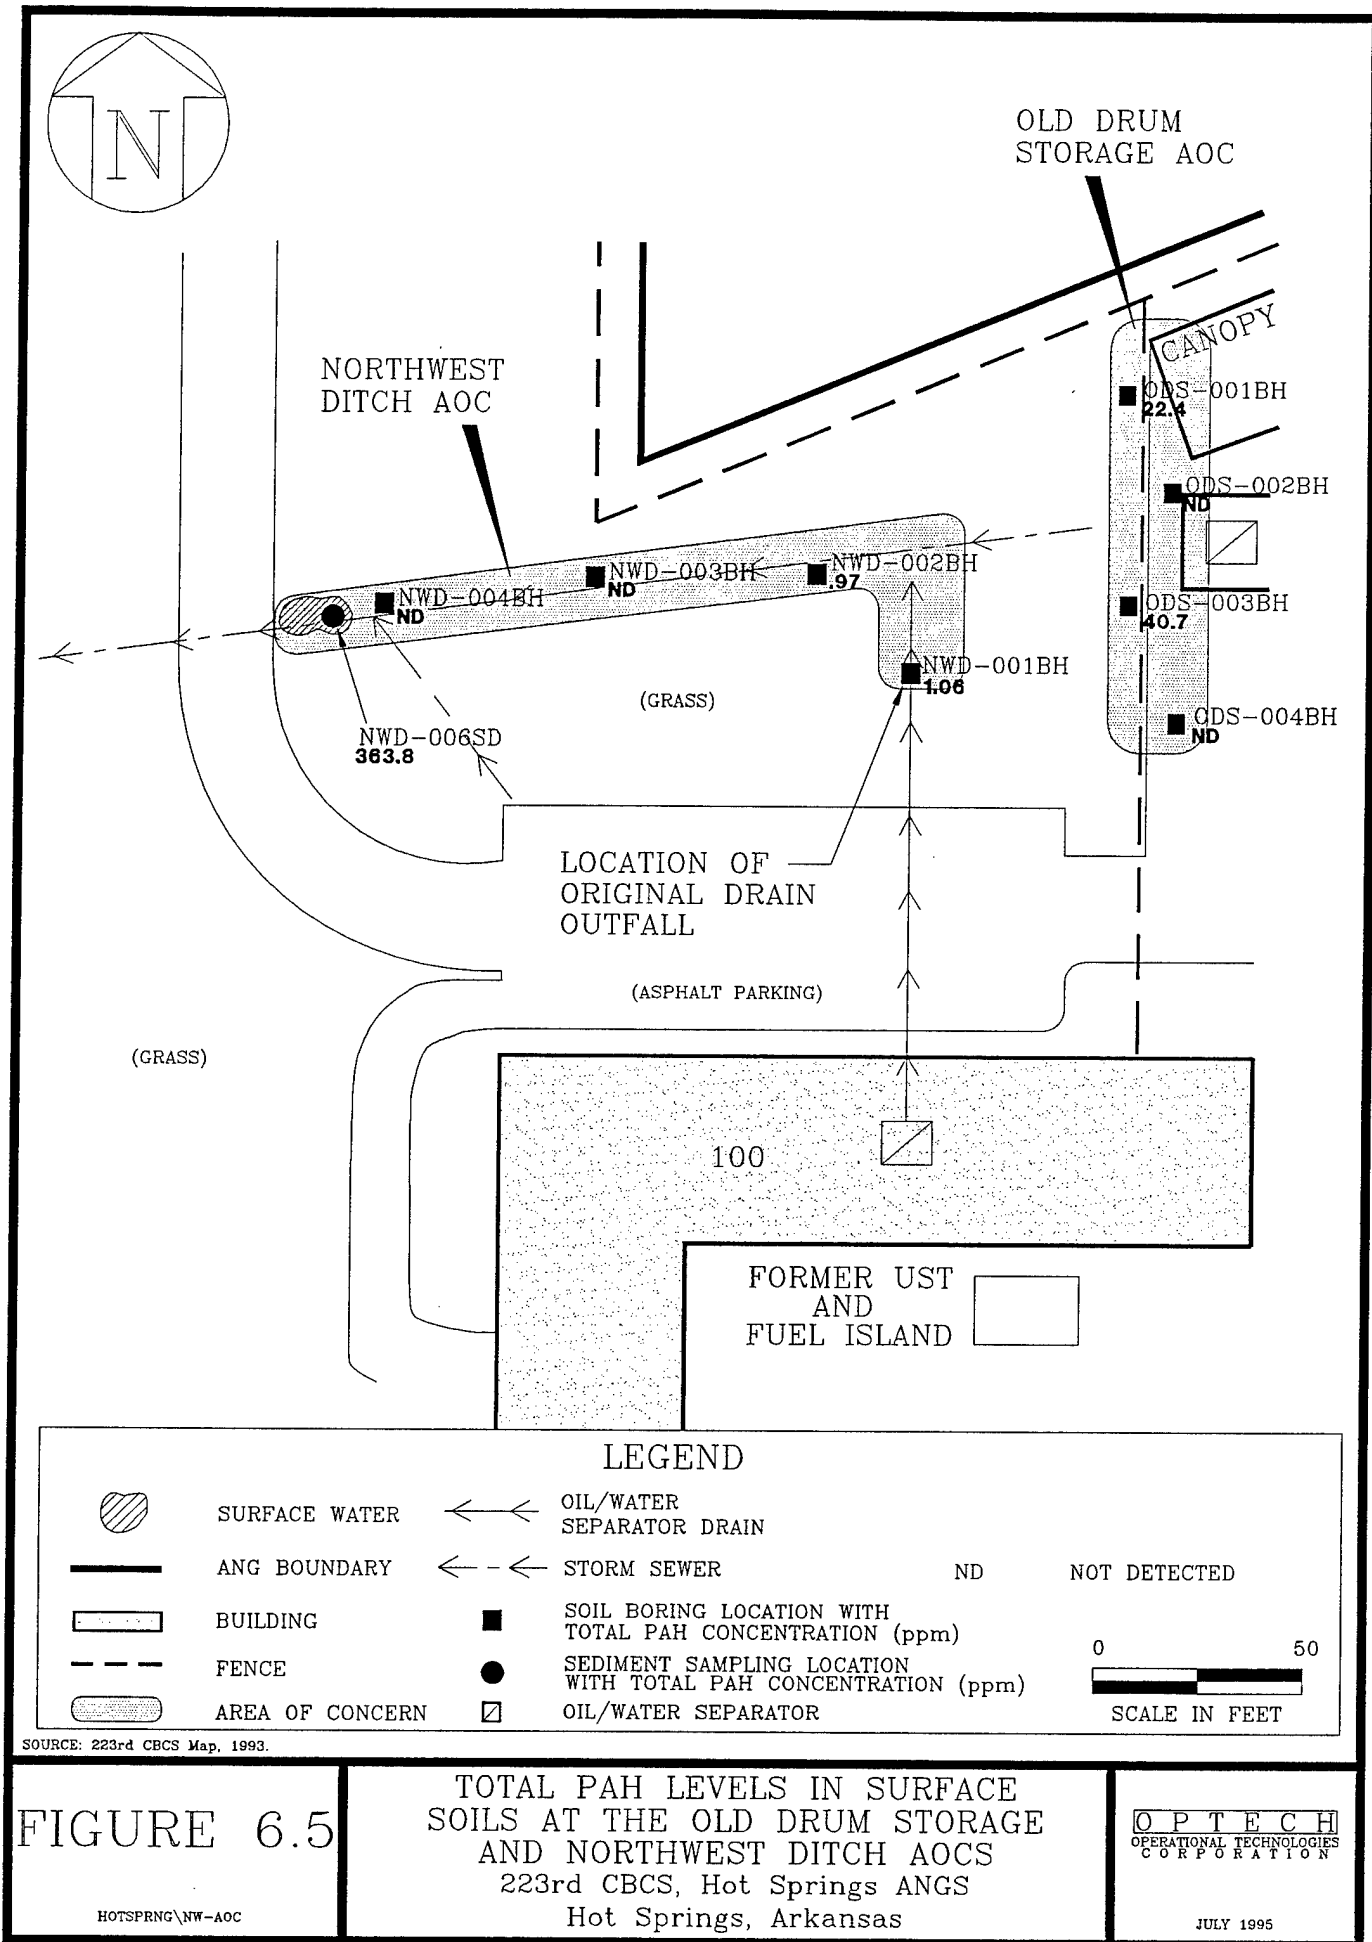 N
OLD DRUM
STORAGE AOC
CANOPY
NORTHWEST
DITCH AOC
ODS-001BH
22.4
ODS-002BH
ND
NWD-003BH
ND
NWD-002BH
.97
NWD-004BH
ND
ODS-003BH
40.7
NWD-001BH
1.06
(GRASS)
ODS-004BH
ND
NWD-006SD
363.8
LOCATION OF
ORIGINAL DRAIN
OUTFALL
(ASPHALT PARKING)
(GRASS)
100
FORMER UST
AND
FUEL ISLAND
LEGEND
SURFACE WATER
OIL/WATER
SEPARATOR DRAIN
ANG BOUNDARY
STORM SEWER
ND NOT DETECTED
BUILDING
SOIL BORING LOCATION WITH
TOTAL PAH CONCENTRATION (ppm)
FENCE
SEDIMENT SAMPLING LOCATION
WITH TOTAL PAH CONCENTRATION (ppm)
AREA OF CONCERN
OIL/WATER SEPARATOR
0 50
SCALE IN FEET
SOURCE: 223rd CBCS Map, 1993.
FIGURE 6.5
HOTSPRNG\NW-AOC
TOTAL PAH LEVELS IN SURFACE
SOILS AT THE OLD DRUM STORAGE
AND NORTHWEST DITCH AOCS
223rd CBCS, Hot Springs ANGS
Hot Springs, Arkansas
OPTECH
OPERATIONAL TECHNOLOGIES
CORPORATION
JULY 1995